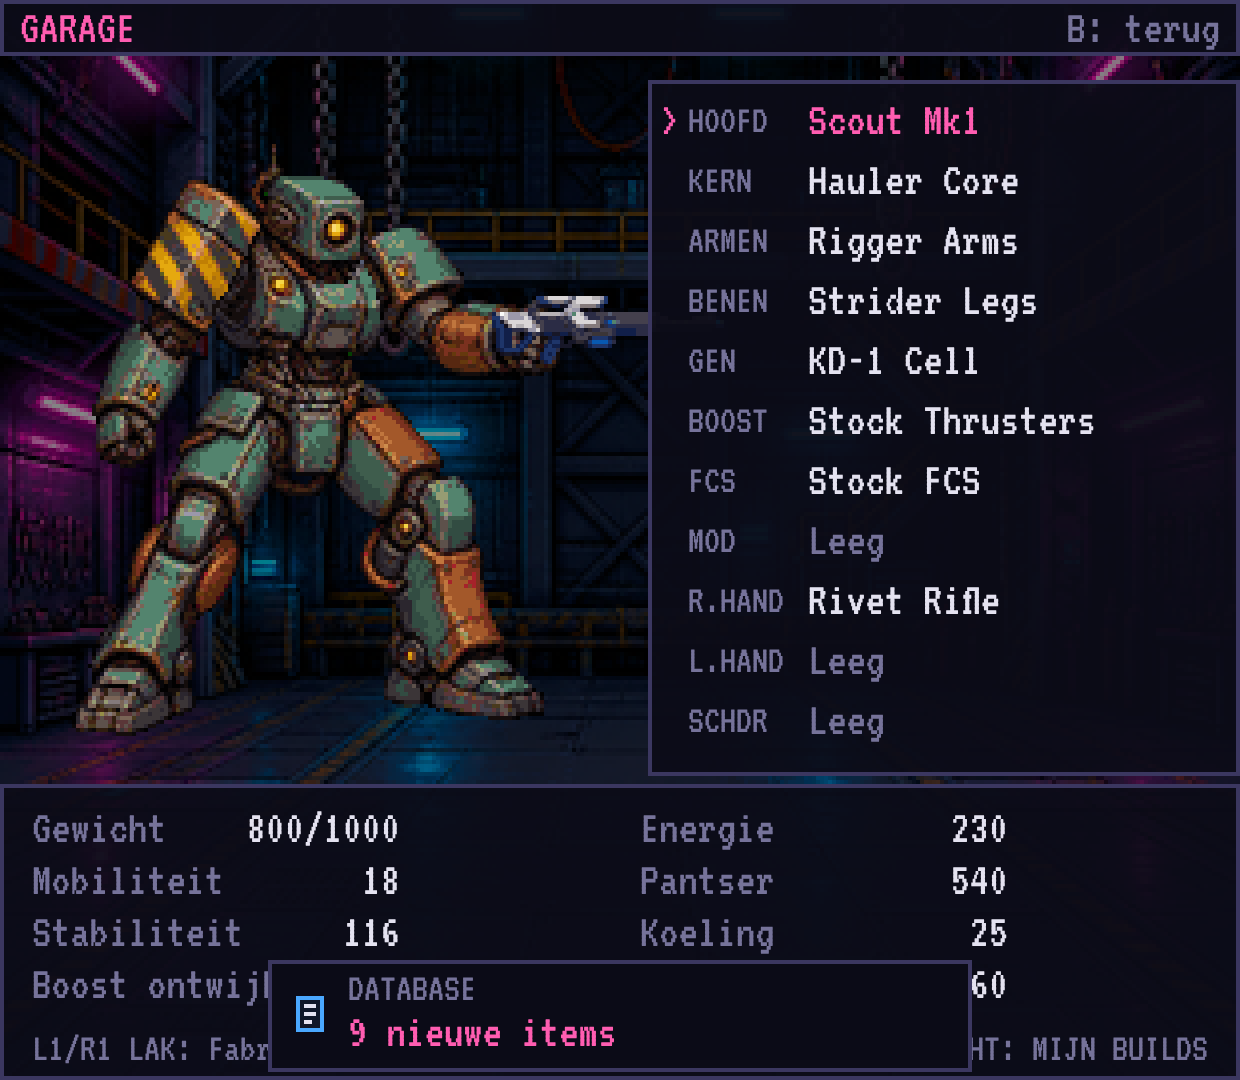 GARAGE B: terug
HOOFD Scout Mk1
KERN Hauler Core
ARMEN Rigger Arms
BENEN Strider Legs
GEN KD-1 Cell
BOOST Stock Thrusters
FCS Stock FCS
MOD Leeg
R.HAND Rivet Rifle
L.HAND Leeg
SCHDR Leeg
Gewicht 800/1000 Energie 230
Mobiliteit 18 Pantser 540
Stabiliteit 116 Koeling 25
Boost 60
DATABASE
9 nieuwe items
L1/R1 LAK: MIJN BUILDS